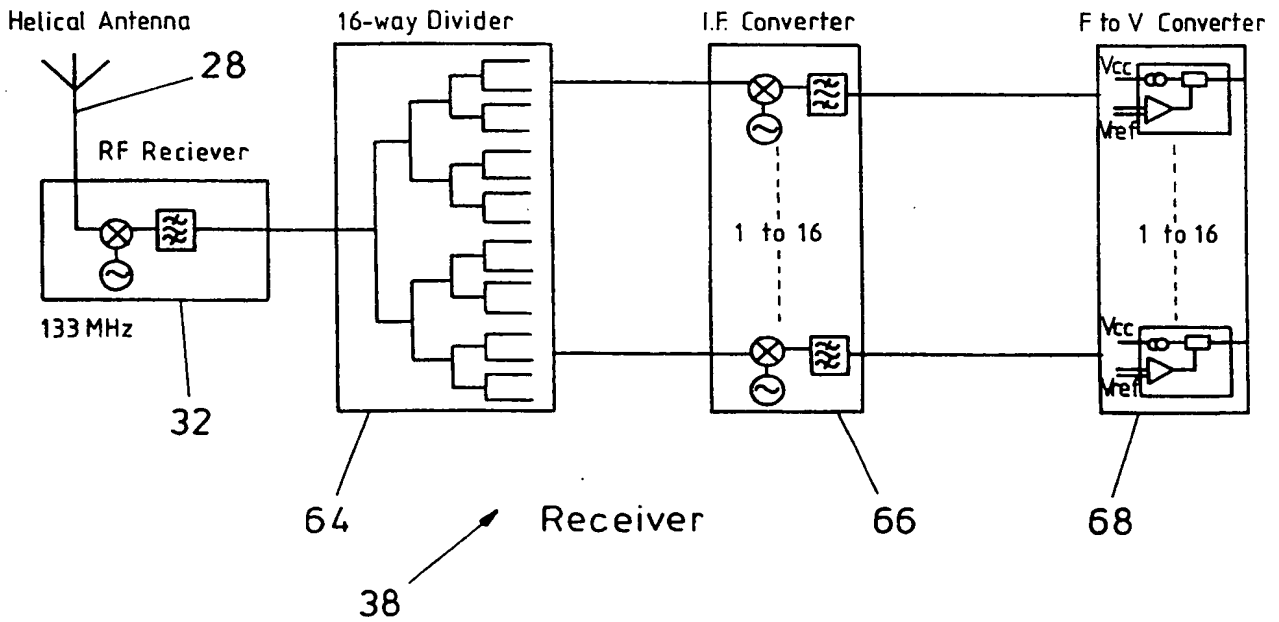 Helical Antenna
16-way Divider
I.F. Converter
F to V Converter
28
RF Reciever
133 MHz
32
64
1 to 16
66
Vcc
Vref
1 to 16
Vcc
Vref
68
38
Receiver